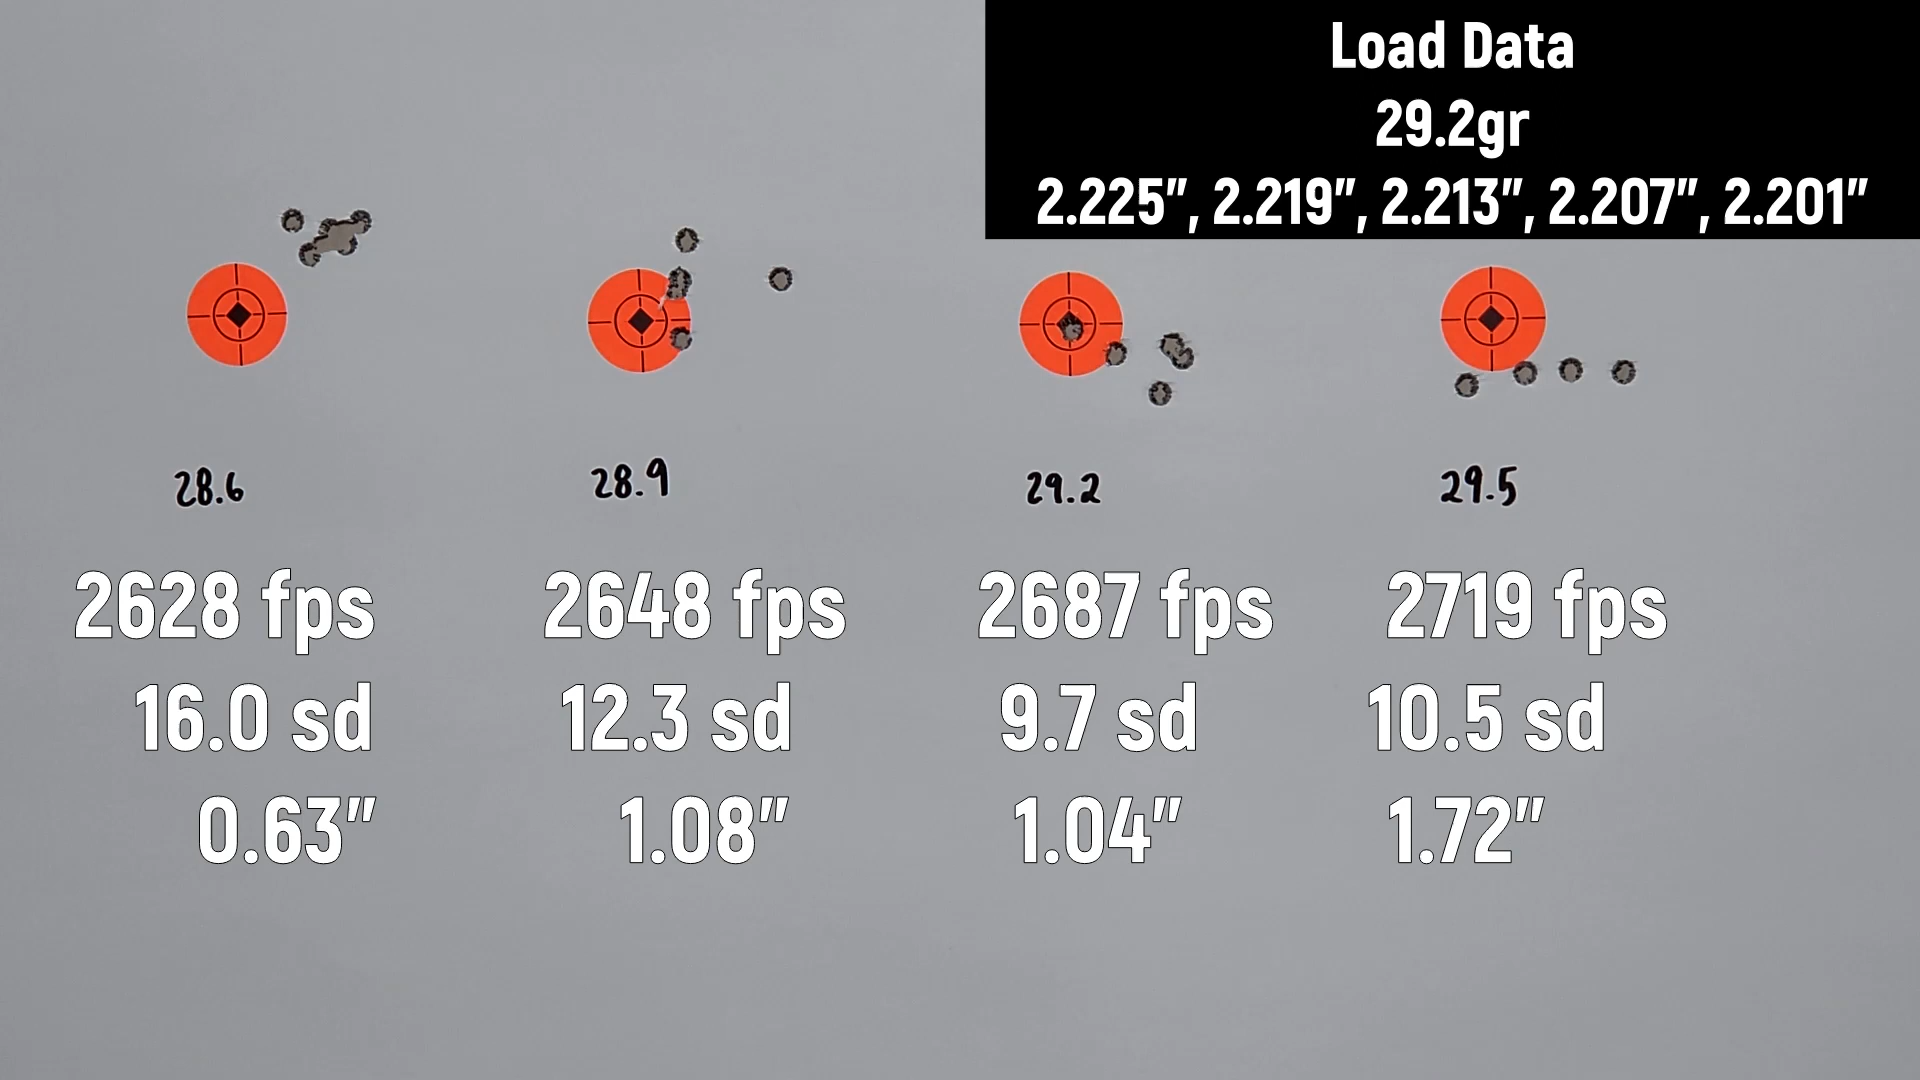 Load Data
29.2gr
2.225", 2.219", 2.213", 2.207", 2.201"
28.6
28.9
29.2
29.5
2628 fps
2648 fps
2687 fps
2719 fps
16.0 sd
12.3 sd
9.7 sd
10.5 sd
0.63"
1.08"
1.04"
1.72"